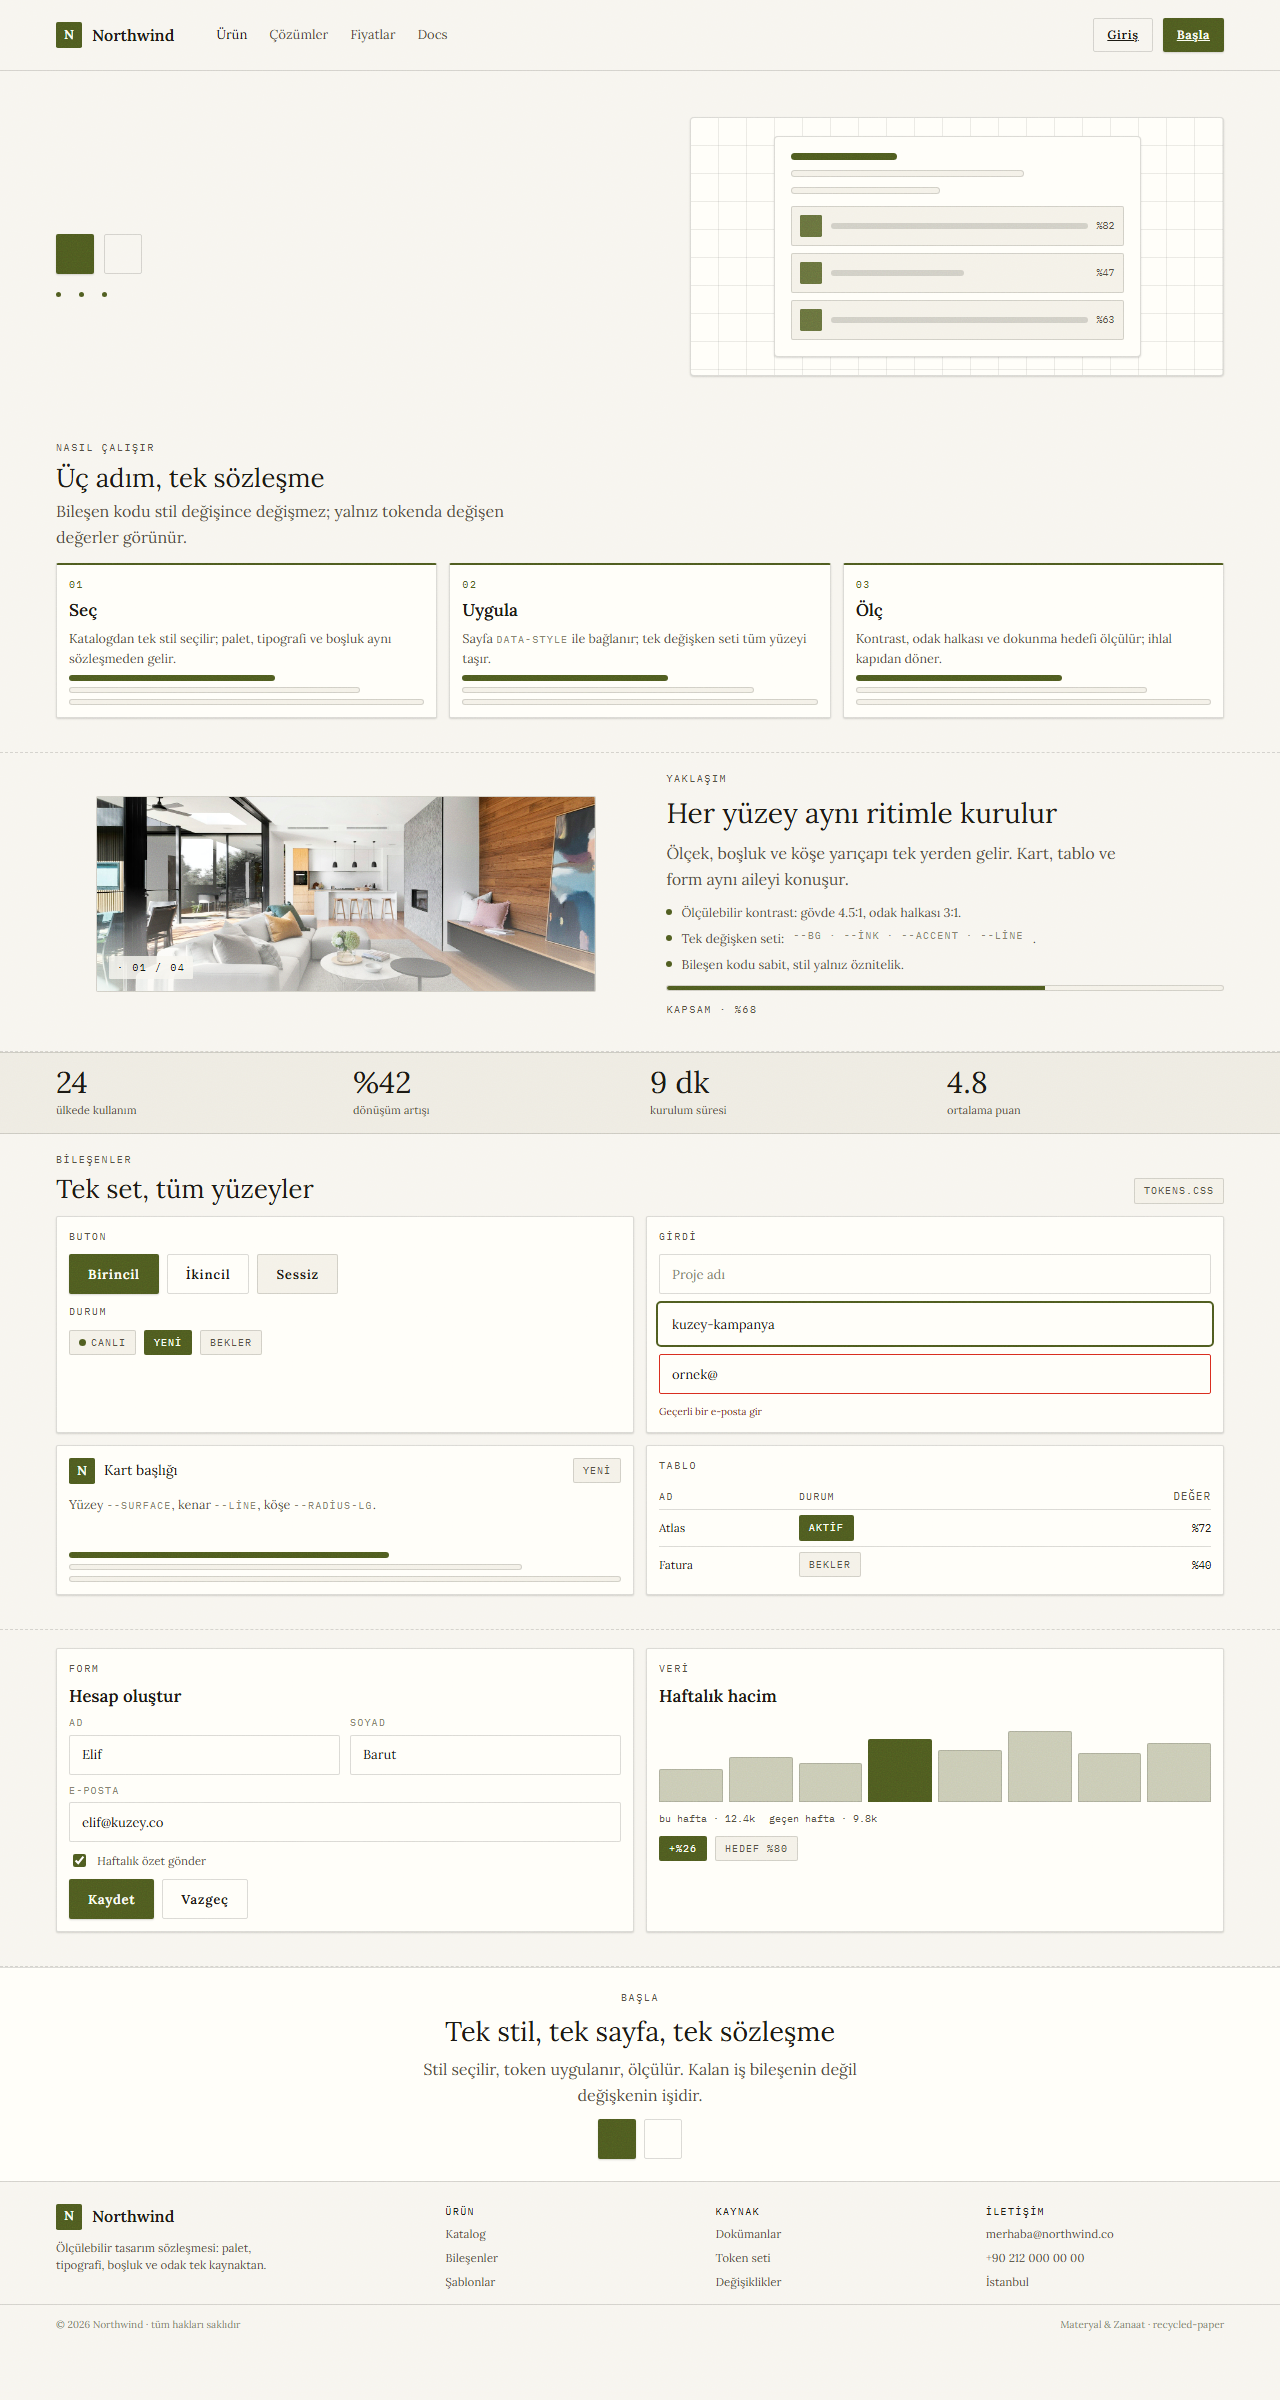 N Northwind Ürün Çözümler Fiyatlar Docs Giriş Başla
%82
%47
%63
NASIL ÇALIŞIR
Üç adım, tek sözleşme
Bileşen kodu stil değişince değişmez; yalnız tokenda değişen
değerler görünür.
01
Seç
Katalogdan tek stil seçilir; palet, tipografi ve boşluk aynı
sözleşmeden gelir.
02
Uygula
Sayfa DATA-STYLE ile bağlanır; tek değişken seti tüm yüzeyi
taşır.
03
Ölç
Kontrast, odak halkası ve dokunma hedefi ölçülür; ihlal
kapıdan döner.
· 01 / 04
YAKLAŞIM
Her yüzey aynı ritimle kurulur
Ölçek, boşluk ve köşe yarıçapı tek yerden gelir. Kart, tablo ve
form aynı aileyi konuşur.
Ölçülebilir kontrast: gövde 4.5:1, odak halkası 3:1.
Tek değişken seti: --BG · --İNK · --ACCENT · --LİNE .
Bileşen kodu sabit, stil yalnız öznitelik.
KAPSAM · %68
24
ülkede kullanım
%42
dönüşüm artışı
9 dk
kurulum süresi
4.8
ortalama puan
BİLEŞENLER
Tek set, tüm yüzeyler
TOKENS.CSS
BUTON
Birincil İkincil Sessiz
DURUM
CANLI YENİ BEKLER
GİRDİ
Proje adı
kuzey-kampanya
ornek@
Geçerli bir e-posta gir
N Kart başlığı YENİ
Yüzey --SURFACE, kenar --LİNE, köşe --RADİUS-LG.
TABLO
AD DURUM DEĞER
Atlas AKTİF %72
Fatura BEKLER %40
FORM
Hesap oluştur
AD SOYAD
Elif Barut
E-POSTA
elif@kuzey.co
Haftalık özet gönder
Kaydet Vazgeç
VERİ
Haftalık hacim
bu hafta · 12.4k geçen hafta · 9.8k
+%26 HEDEF %80
BAŞLA
Tek stil, tek sayfa, tek sözleşme
Stil seçilir, token uygulanır, ölçülür. Kalan iş bileşenin değil
değişkenin işidir.
N Northwind
Ölçülebilir tasarım sözleşmesi: palet,
tipografi, boşluk ve odak tek kaynaktan.
ÜRÜN
Katalog
Bileşenler
Şablonlar
KAYNAK
Dokümanlar
Token seti
Değişiklikler
İLETİŞİM
merhaba@northwind.co
+90 212 000 00 00
İstanbul
© 2026 Northwind · tüm hakları saklıdır
Materyal & Zanaat · recycled-paper